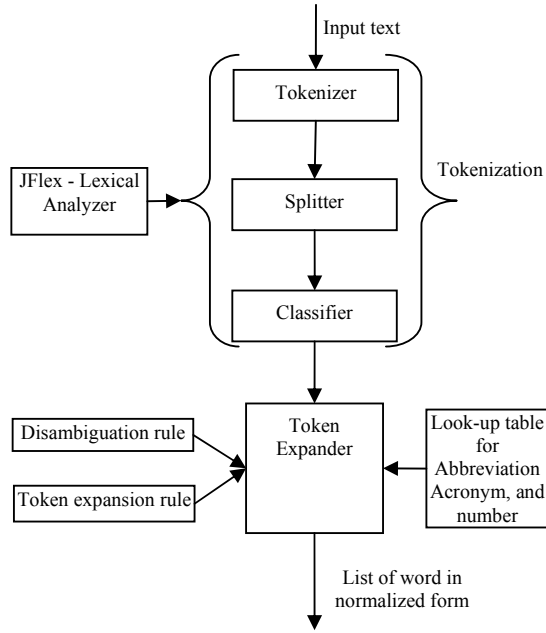 Input text
Tokenizer
JFlex - Lexical
Analyzer
Splitter
Tokenization
Classifier
Disambiguation rule
Token expansion rule
Token
Expander
Look-up table
for
Abbreviation
Acronym, and
number
List of word in
normalized form